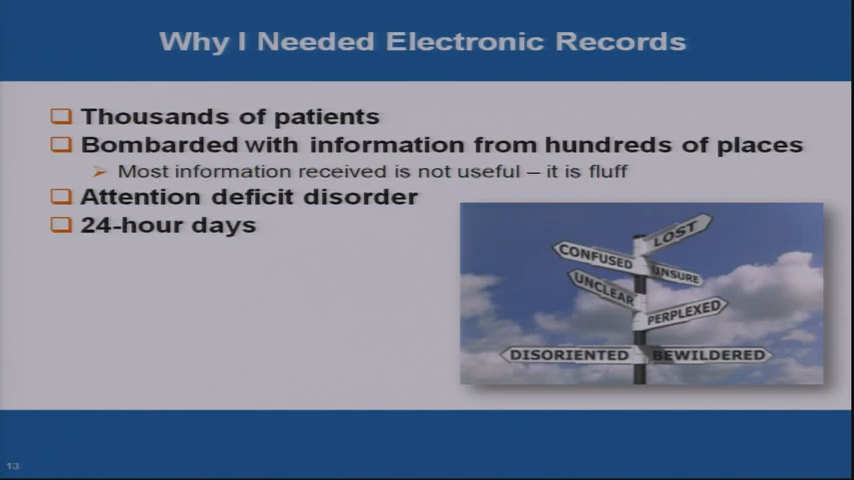 Why I Needed Electronic Records
Thousands of patients
Bombarded with information from hundreds of places
Most information received is not useful – it is fluff
Attention deficit disorder
24-hour days
LOST
CONFUSED
UNSURE
UNCLEAR
PERPLEXED
DISORIENTED
BEWILDERED
13